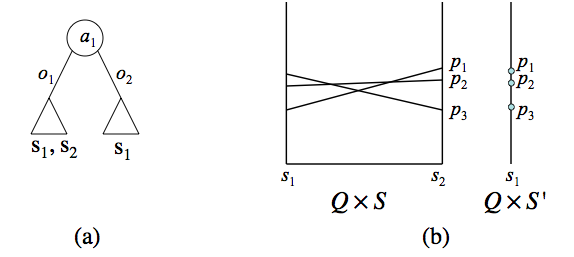 a1
o1 o2
s1, s2 s1
(a)
p1
p2
p3
s1 s2
Q×S
p1
p2
p3
s1
Q×S'
(b)